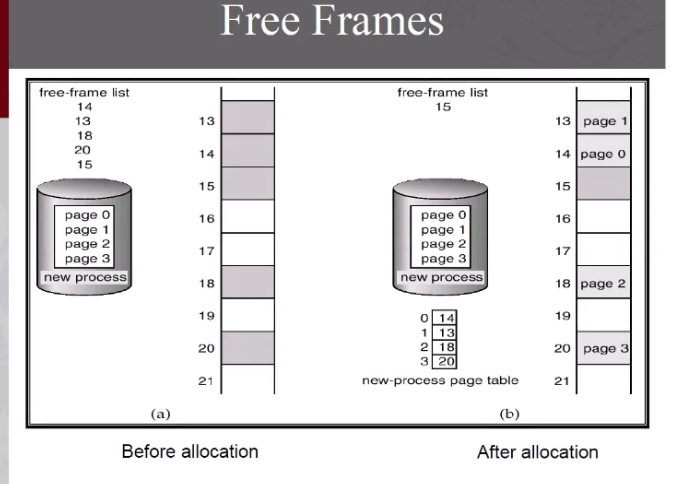 Free Frames
free-frame list
14
13
18
20
15
page 0
page 1
page 2
page 3
new process
13
14
15
16
17
18
19
20
21
(a)
free-frame list
15
page 0
page 1
page 2
page 3
new process
0 14
1 13
2 18
3 20
new-process page table
13 page 1
14 page 0
15
16
17
18 page 2
19
20 page 3
21
(b)
Before allocation
After allocation